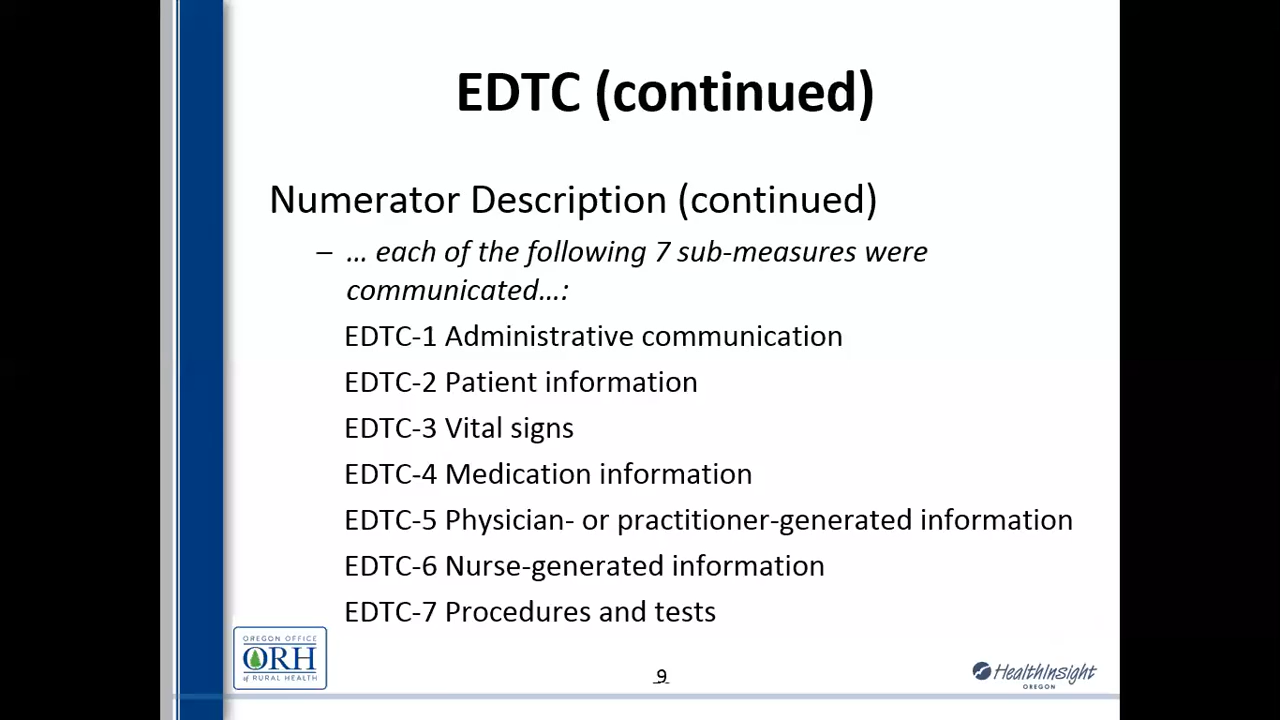 EDTC (continued)
Numerator Description (continued)
– … each of the following 7 sub-measures were
communicated…:
EDTC-1 Administrative communication
EDTC-2 Patient information
EDTC-3 Vital signs
EDTC-4 Medication information
EDTC-5 Physician- or practitioner-generated information
EDTC-6 Nurse-generated information
EDTC-7 Procedures and tests
OREGON OFFICE
ORH
of RURAL HEALTH
9
HealthInsight
OREGON